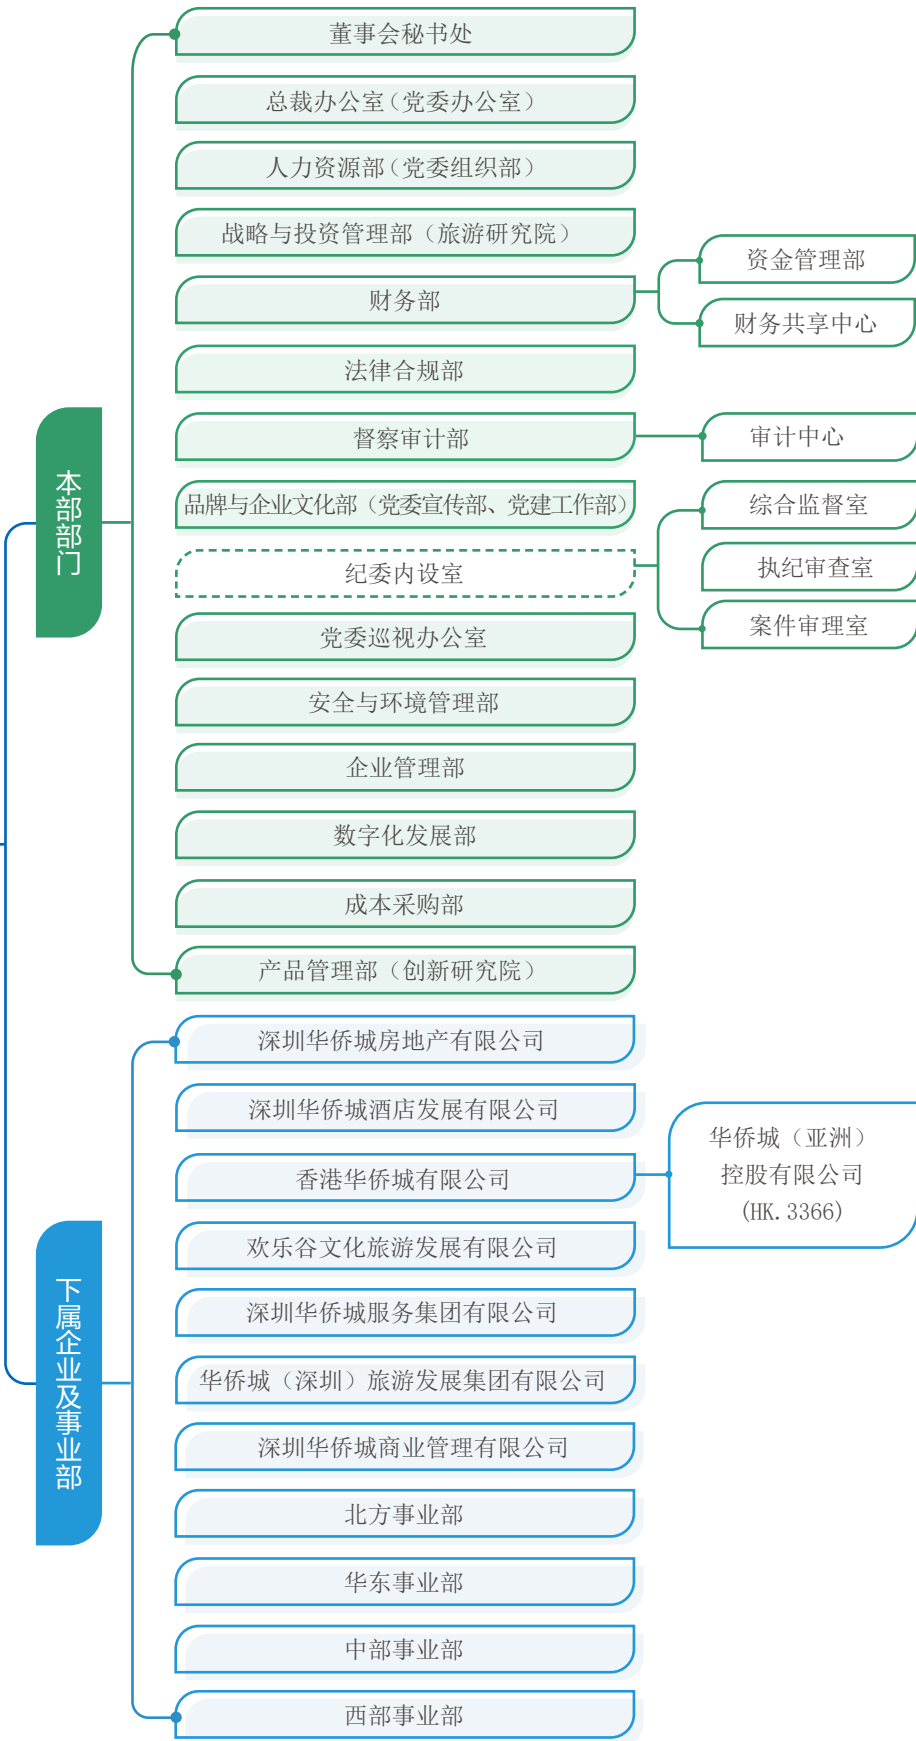 本部部门
董事会秘书处
总裁办公室（党委办公室）
人力资源部（党委组织部）
战略与投资管理部（旅游研究院）
财务部
资金管理部
财务共享中心
法律合规部
督察审计部
审计中心
品牌与企业文化部（党委宣传部、党建工作部）
纪委内设室
综合监督室
执纪审查室
案件审理室
党委巡视办公室
安全与环境管理部
企业管理部
数字化发展部
成本采购部
产品管理部（创新研究院）
下属企业及事业部
深圳华侨城房地产有限公司
深圳华侨城酒店发展有限公司
香港华侨城有限公司
华侨城（亚洲）
控股有限公司
(HK.3366)
欢乐谷文化旅游发展有限公司
深圳华侨城服务集团有限公司
华侨城（深圳）旅游发展集团有限公司
深圳华侨城商业管理有限公司
北方事业部
华东事业部
中部事业部
西部事业部